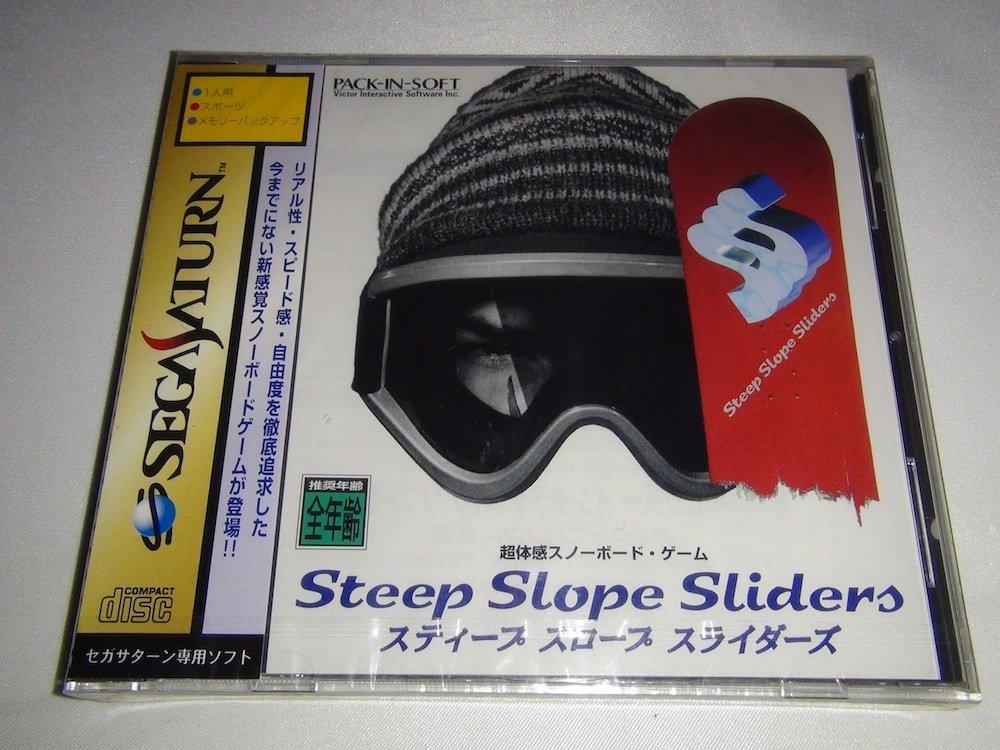 ●1人用
●スポーツ
●メモリーバックアップ
SEGA SATURN™
COMPACT
disc
セガサターン専用ソフト
リアル性・スピード感・自由度を徹底追求した
今までにない新感覚スノーボードゲームが登場!!
PACK-IN-SOFT
Victor Interactive Software Inc.
Steep Slope Sliders
推奨年齢
全年齢
超体感スノーボード・ゲーム
Steep Slope Sliders
スティープ スロープ スライダーズ